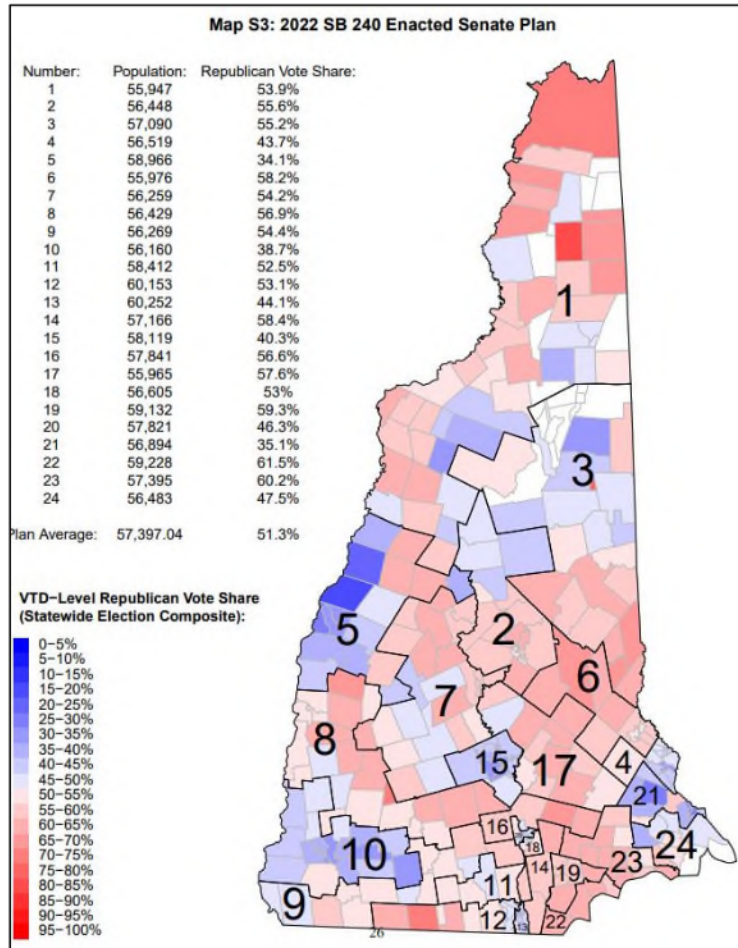 Map S3: 2022 SB 240 Enacted Senate Plan
Number: Population: Republican Vote Share:
1 55,947 53.9%
2 56,448 55.6%
3 57,090 55.2%
4 56,519 43.7%
5 58,966 34.1%
6 55,976 58.2%
7 56,259 54.2%
8 56,429 56.9%
9 56,269 54.4%
10 56,160 38.7%
11 58,412 52.5%
12 60,153 53.1%
13 60,252 44.1%
14 57,166 58.4%
15 58,119 40.3%
16 57,841 56.6%
17 55,965 57.6%
18 56,605 53%
19 59,132 59.3%
20 57,821 46.3%
21 56,894 35.1%
22 59,228 61.5%
23 57,395 60.2%
24 56,483 47.5%
Plan Average: 57,397.04 51.3%
VTD-Level Republican Vote Share
(Statewide Election Composite):
0-5%
5-10%
10-15%
15-20%
20-25%
25-30%
30-35%
35-40%
40-45%
45-50%
50-55%
55-60%
60-65%
65-70%
70-75%
75-80%
80-85%
85-90%
90-95%
95-100%
1
3
2
5
6
7
8
4
15
17
21
16
24
18
10
23
14
19
11
9
12
22
13
26